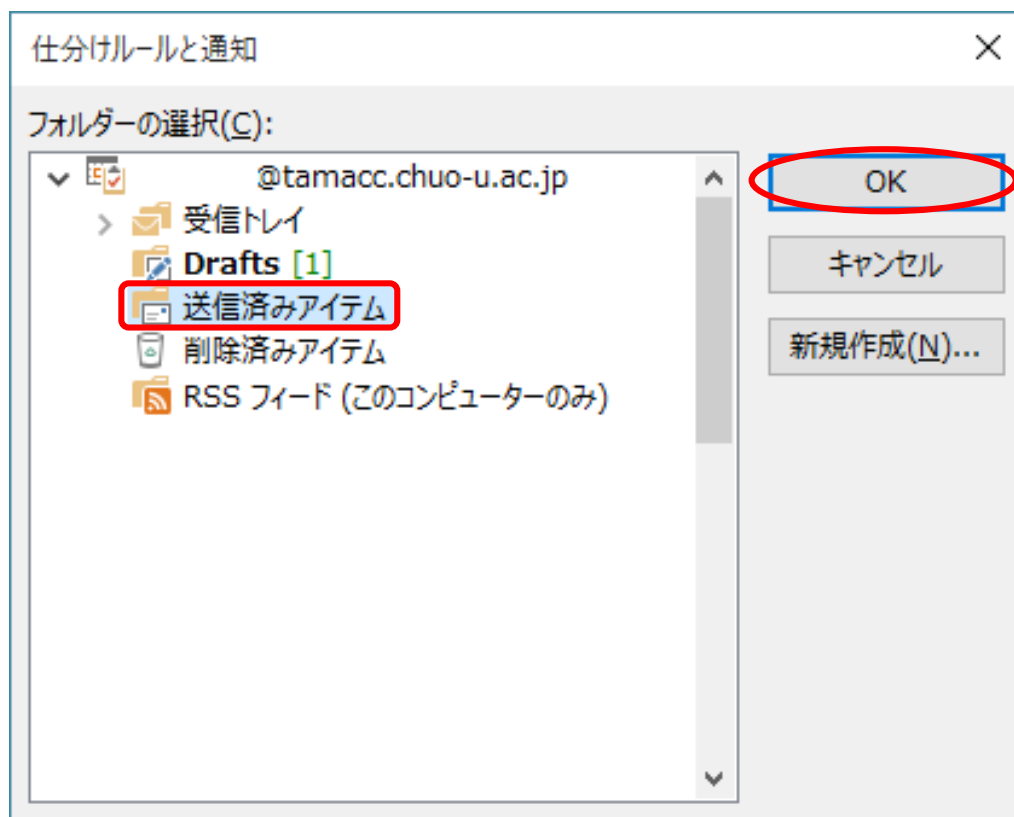 仕分けルールと通知
フォルダーの選択(C):
@tamacc.chuo-u.ac.jp
受信トレイ
Drafts [1]
送信済みアイテム
削除済みアイテム
RSS フィード (このコンピューターのみ)
OK
キャンセル
新規作成(N)...